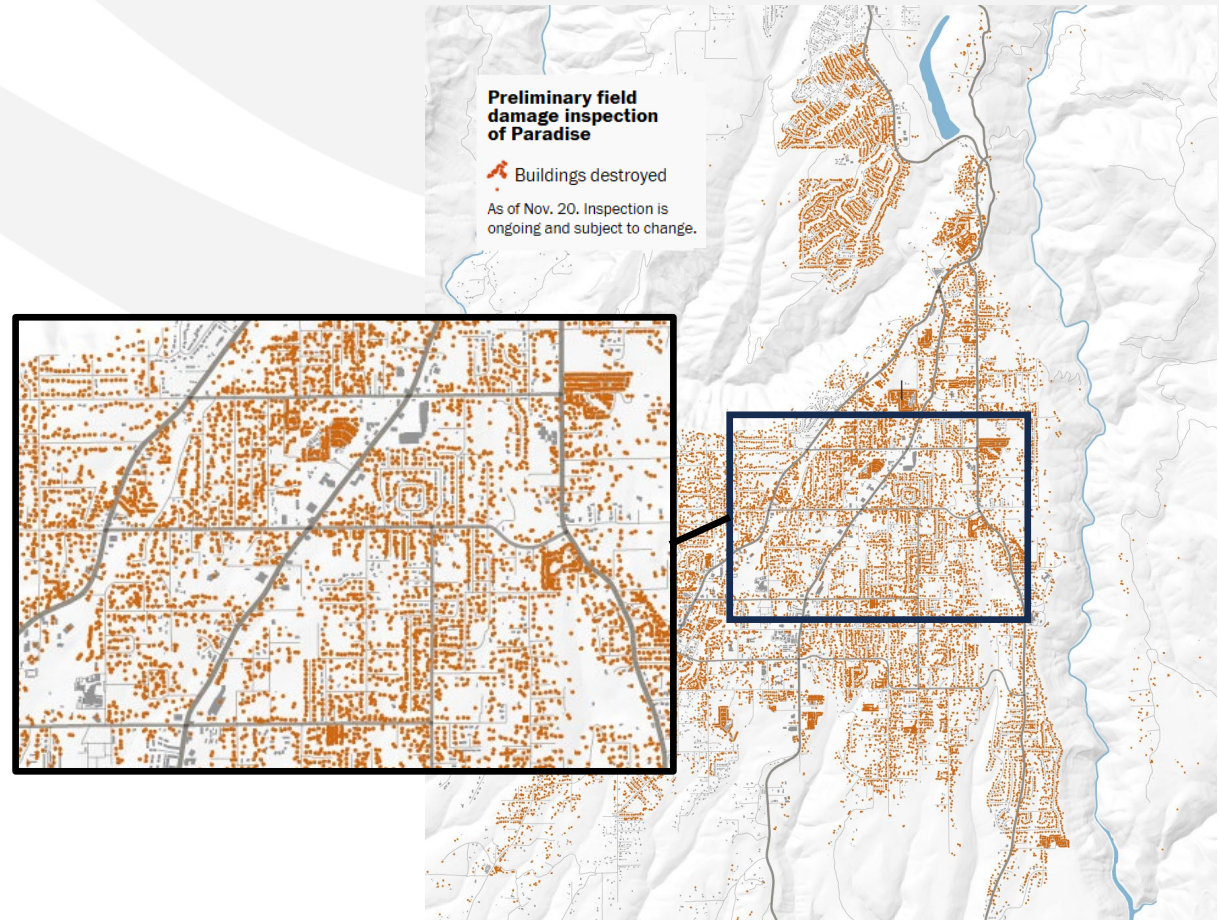 Preliminary field
damage inspection
of Paradise
Buildings destroyed
As of Nov. 20. Inspection is
ongoing and subject to change.